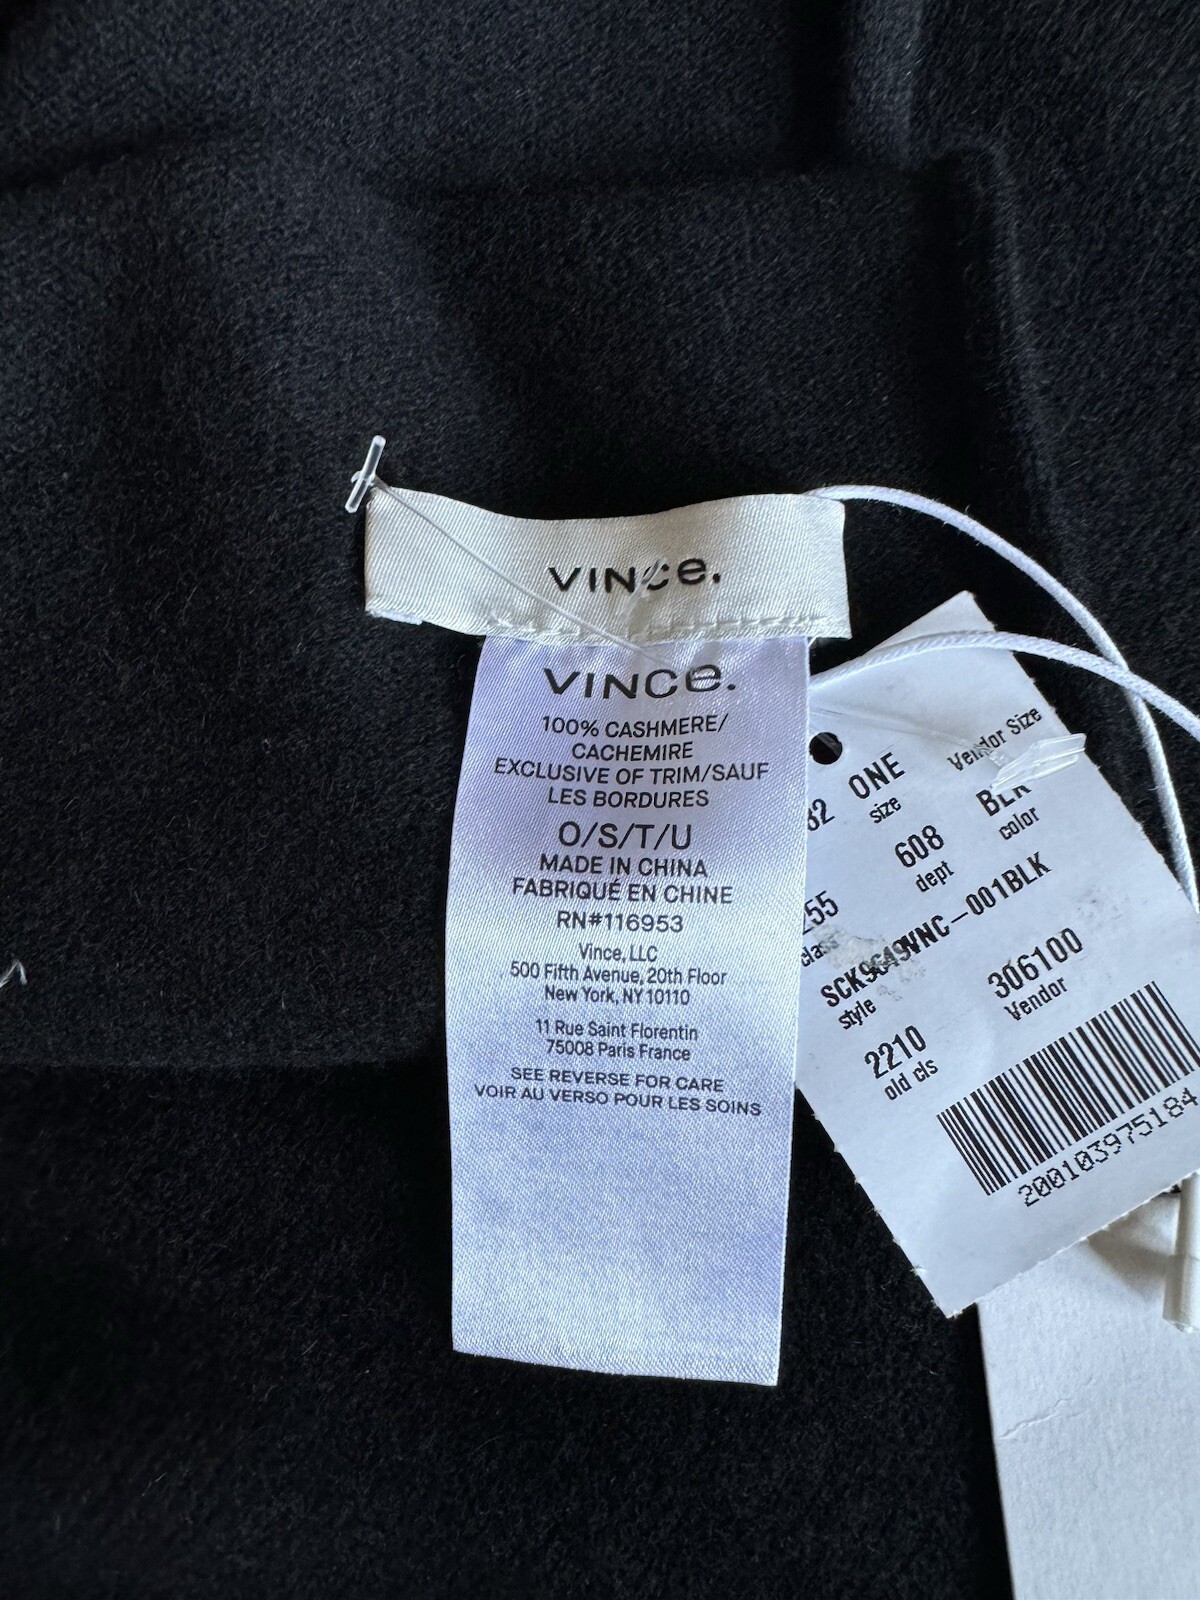 VINCe.
VINCe.
100% CASHMERE/
CACHEMIRE
EXCLUSIVE OF TRIM/SAUF
LES BORDURES
O/S/T/U
MADE IN CHINA
FABRIQUÉ EN CHINE
RN#116953
Vince, LLC
500 Fifth Avenue, 20th Floor
New York, NY 10110
11 Rue Saint Florentin
75008 Paris France
SEE REVERSE FOR CARE
VOIR AU VERSO POUR LES SOINS
ONE
size
Vendor Size
608
dept
BLK
color
class
style
306100
Vendor
2210
old cls
200103975184